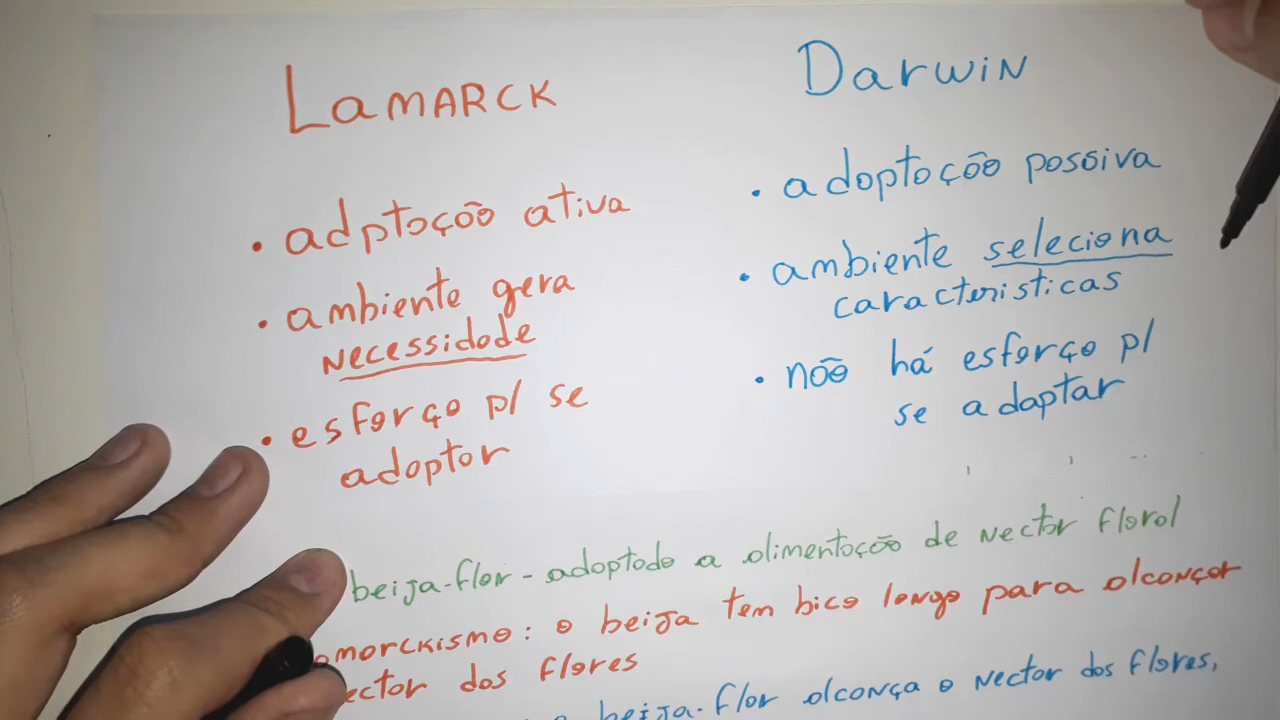 LaMARCK
• adptoção ativa
• ambiente gera
necessidade
• esforço p/ se
adaptar
Darwin
• adaptação passiva
• ambiente seleciona
características
• não há esforço p/
se adaptar
beija-flor - adaptado a alimentação de nectar floral
amarckismo: o beija tem bico longo para alcançar
ectar das flores
beija-flor alcança o nectar das flores,